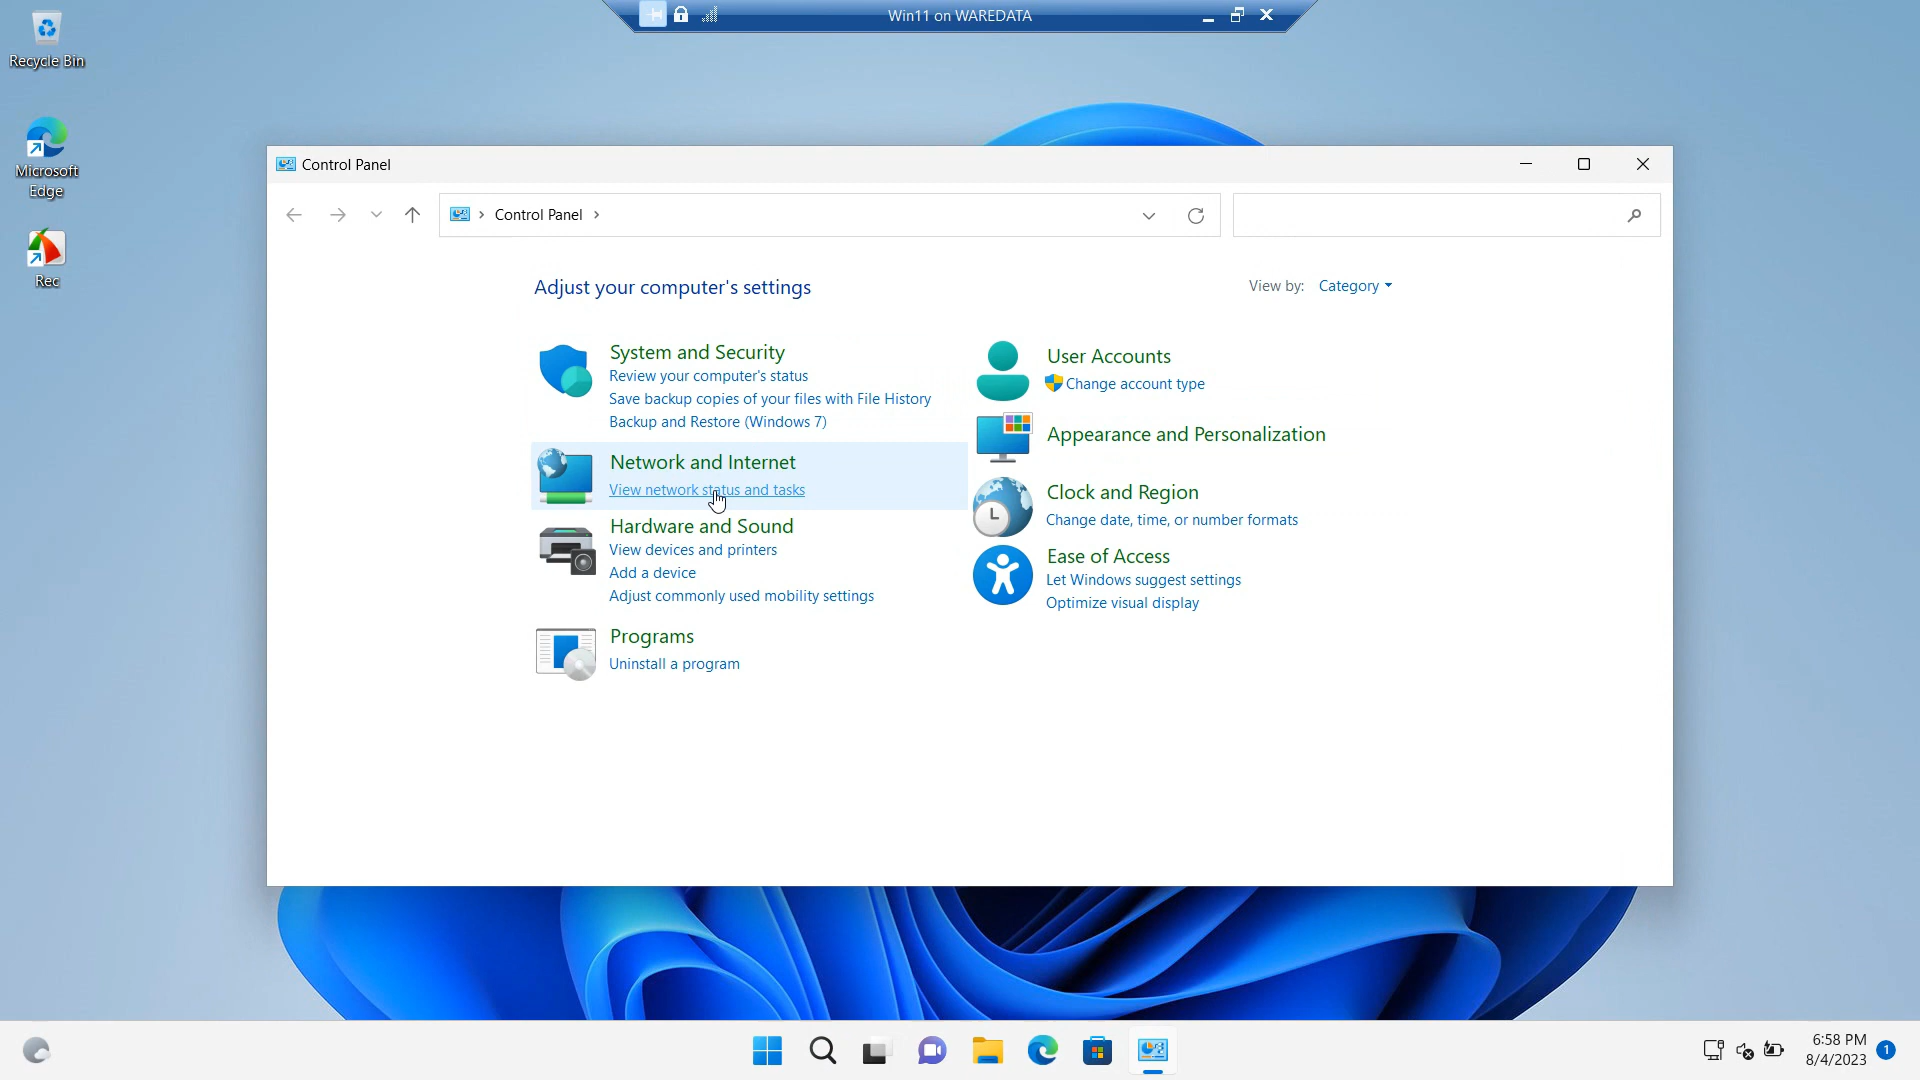 Win11 on WAREDATA
Recycle Bin
Microsoft
Edge
Rec
Control Panel
Control Panel
Adjust your computer's settings
View by: Category
System and Security
Review your computer's status
Save backup copies of your files with File History
Backup and Restore (Windows 7)
Network and Internet
View network status and tasks
Hardware and Sound
View devices and printers
Add a device
Adjust commonly used mobility settings
Programs
Uninstall a program
User Accounts
Change account type
Appearance and Personalization
Clock and Region
Change date, time, or number formats
Ease of Access
Let Windows suggest settings
Optimize visual display
6:58 PM
8/4/2023
1